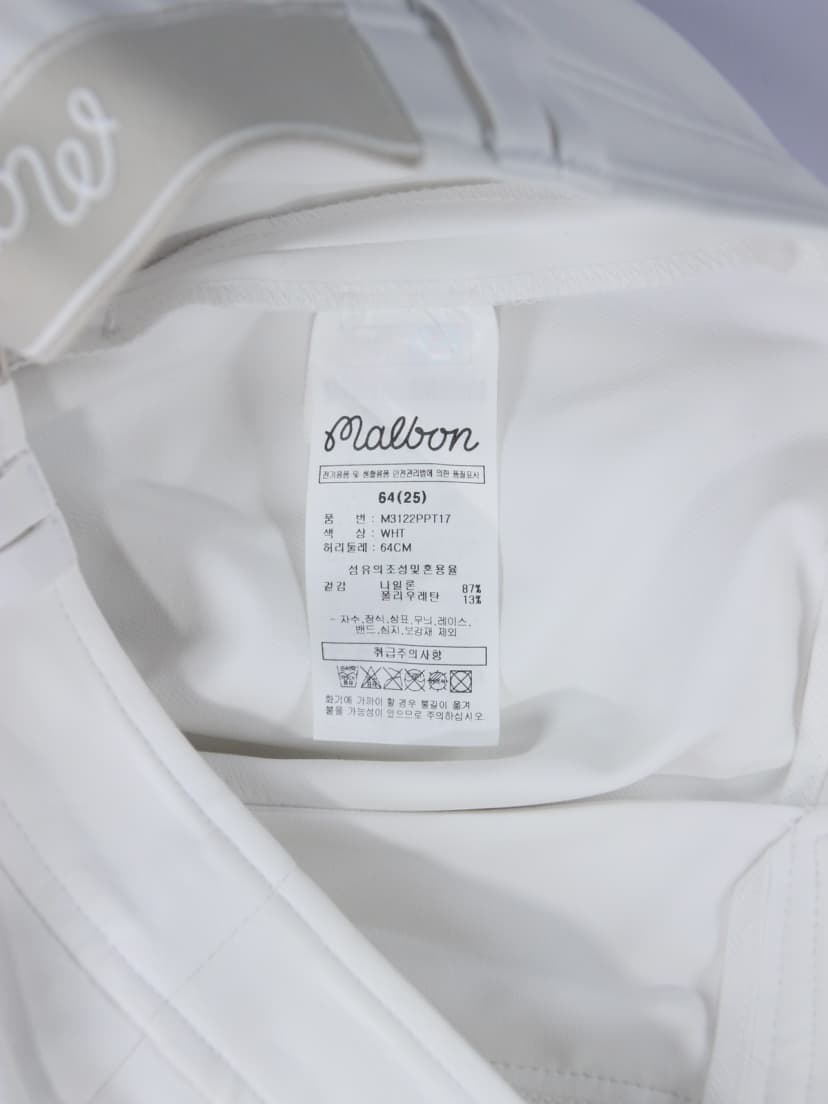 Malbon
전기용품 및 생활용품 안전관리법에 의한 품질표시
64(25)
품 번 : M3122PPT17
색 상 : WHT
허리둘레 : 64CM
섬유의조성및혼용율
겉감 나일론 87%
폴리우레탄 13%
- 자수,장식,상표,무늬,레이스,
밴드,심지,보강재 제외
취급주의사항
화기에 가까이 할 경우 불길이 옮겨
붙을 가능성이 있으므로 주의하십시오.